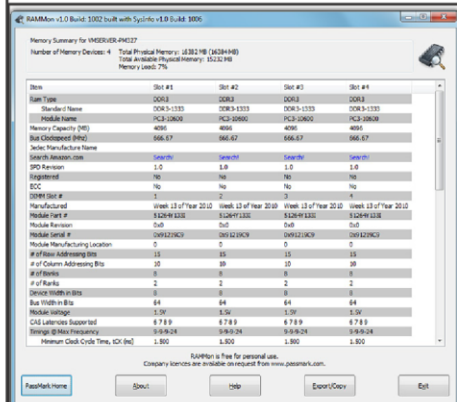 RAMMon v1.0 Build: 1002 built with SysInfo v1.0 Build: 1006
Memory Summary for VMSERVER-PM327
Number of Memory Devices: 4 Total Physical Memory: 16382 MB (16384MB)
Total Available Physical Memory: 15232MB
Memory Load: 7%
Item Slot #1 Slot #2 Slot #3 Slot #4
Ram Type DDR3 DDR3 DDR3 DDR3
Standard Name DDR3-1333 DDR3-1333 DDR3-1333 DDR3-1333
Module Name PC3-10600 PC3-10600 PC3-10600 PC3-10600
Memory Capacity (MB) 4096 4096 4096 4096
Bus Clockspeed (Mhz) 666.67 666.67 666.67 666.67
Jedec Manufacture Name
Search Amazon.com Search! Search! Search! Search!
SPD Revision 1.0 1.0 1.0 1.0
Registered No No No No
ECC No No No No
DIMM Slot # 1 2 3 4
Manufactured Week 13 of Year 2010 Week 13 of Year 2010 Week 13 of Year 2010 Week 13 of Year 2010
Module Part #
Module Revision 0x0 0x0 0x0 0x0
Module Serial # 0x91219C9 0x91219C9 0x91219C9 0x91219C9
Module Manufacturing Location 0 0 0 0
# of Row Addressing Bits 15 15 15 15
# of Column Addressing Bits 10 10 10 10
# of Banks 8 8 8 8
# of Ranks 2 2 2 2
Device Width in Bits 8 8 8 8
Bus Width in Bits 64 64 64 64
Module Voltage 1.5V 1.5V 1.5V 1.5V
CAS Latencies Supported 6 7 8 9 6 7 8 9 6 7 8 9 6 7 8 9
Timings @ Max Frequency 9-9-9-24 9-9-9-24 9-9-9-24 9-9-9-24
Minimum Clock Cycle Time, tCK (ns) 1.500 1.500 1.500 1.500
RAMMon is free for personal use.
Company licences are available on request from www.passmark.com.
PassMark Home About Help Export/Copy Exit